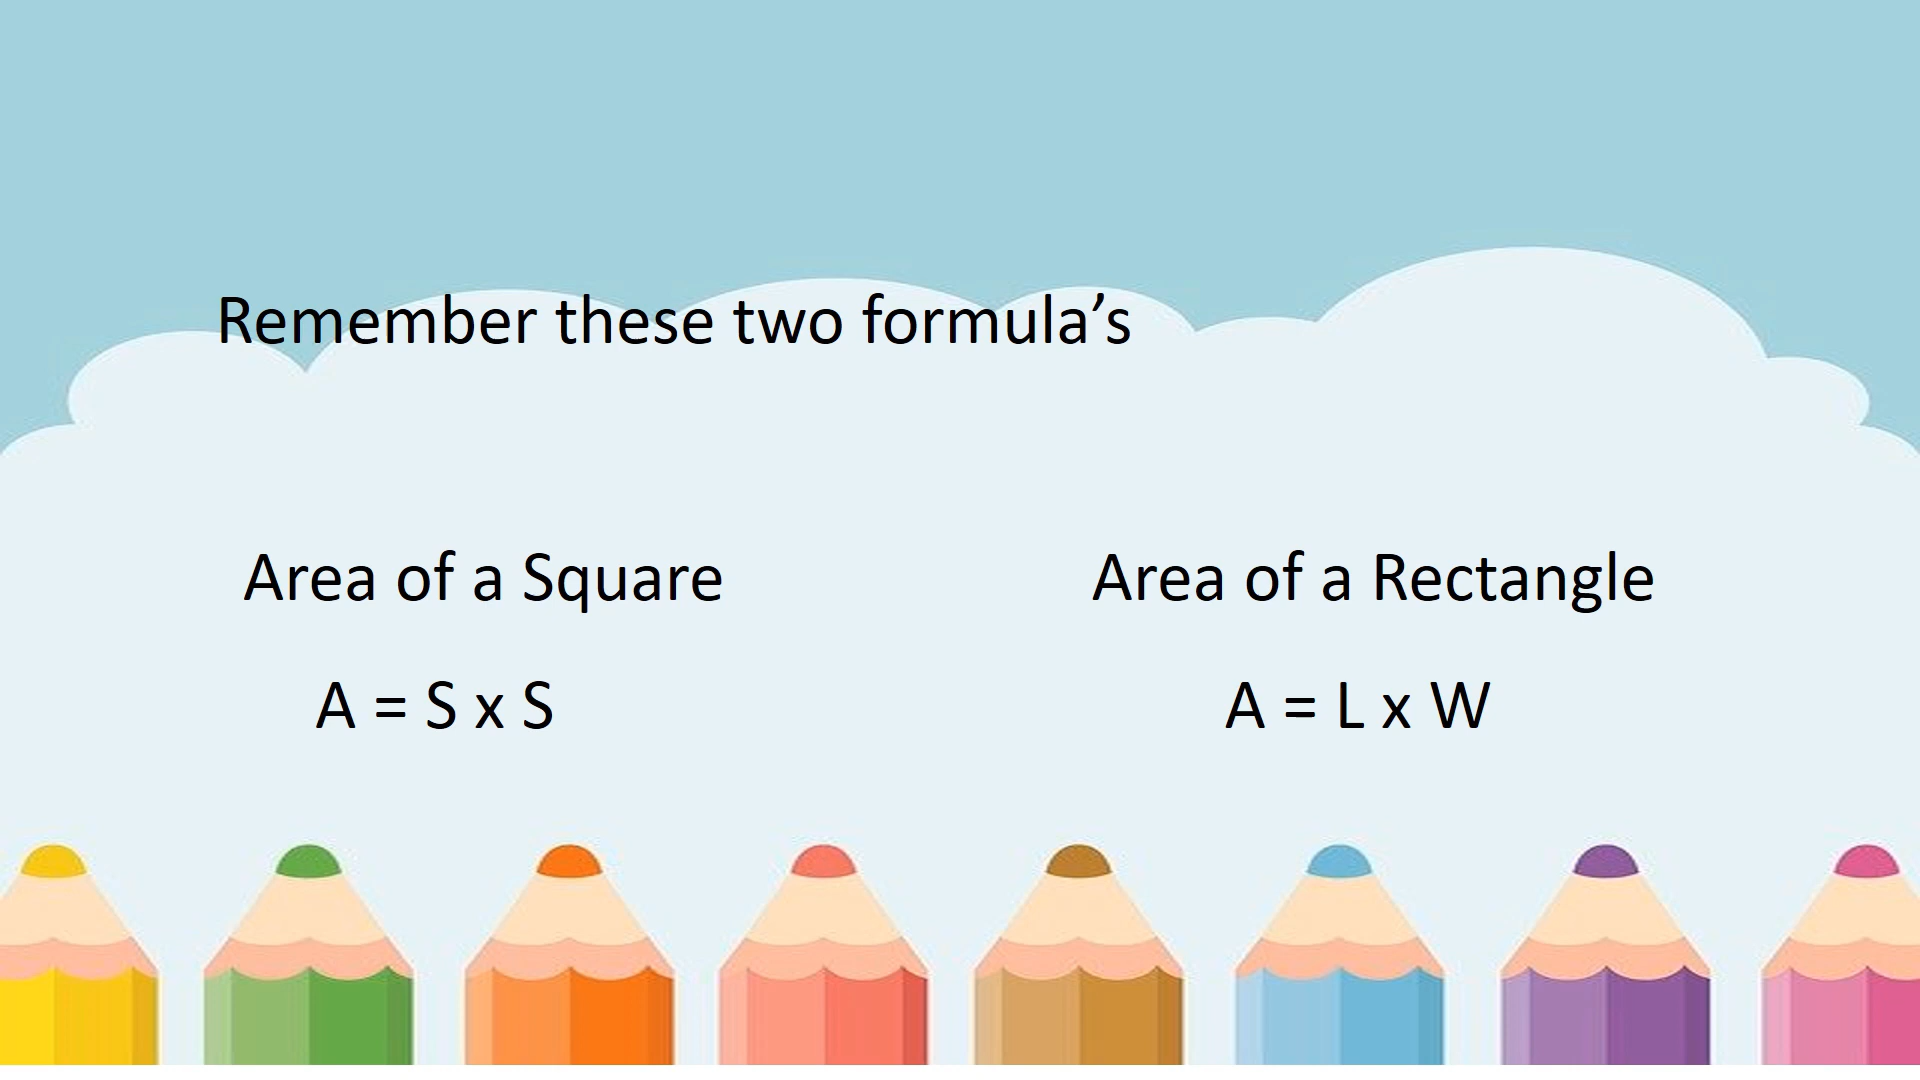 Remember these two formula’s
Area of a Square
Area of a Rectangle
A = S x S
A = L x W